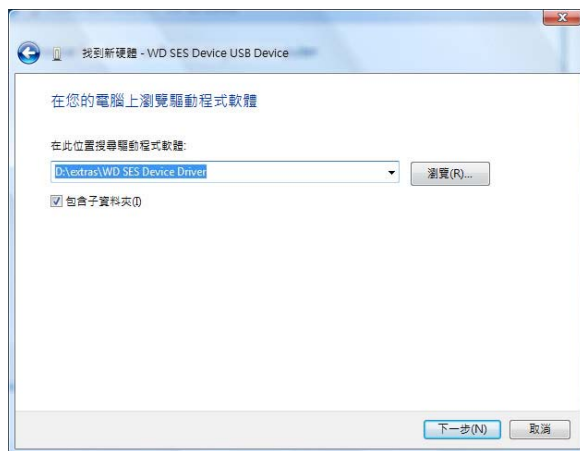 找到新硬體 - WD SES Device USB Device
在您的電腦上瀏覽驅動程式軟體
在此位置搜尋驅動程式軟體:
D:\extras\WD SES Device Driver
瀏覽(R)...
包含子資料夾(I)
下一步(N)
取消